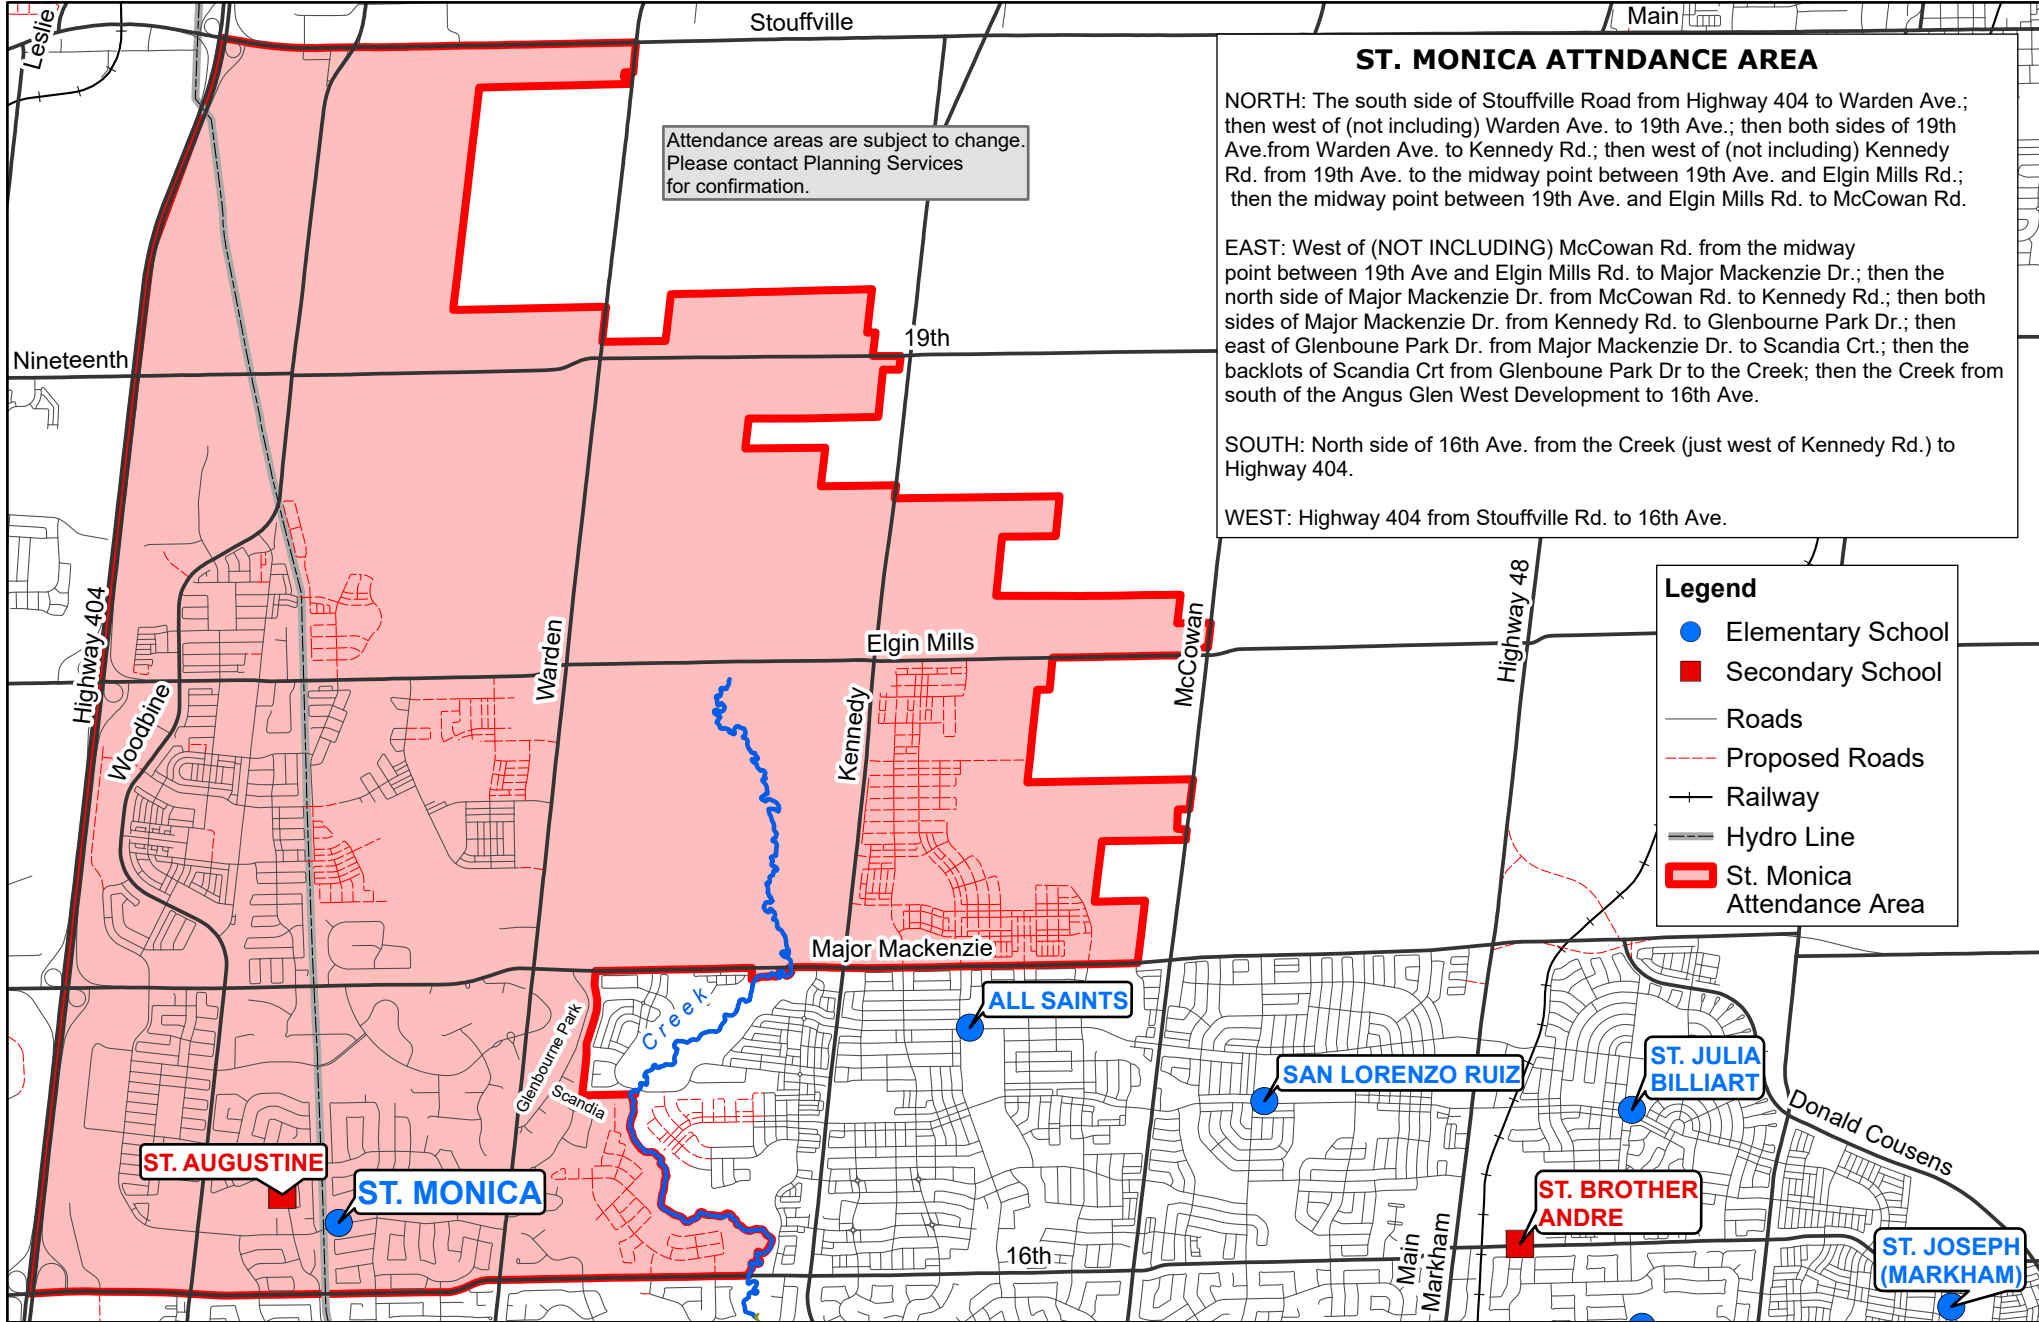 Leslie
Stouffville
Main
ST. MONICA ATTNDANCE AREA
NORTH: The south side of Stouffville Road from Highway 404 to Warden Ave.;
then west of (not including) Warden Ave. to 19th Ave.; then both sides of 19th
Ave.from Warden Ave. to Kennedy Rd.; then west of (not including) Kennedy
Rd. from 19th Ave. to the midway point between 19th Ave. and Elgin Mills Rd.;
then the midway point between 19th Ave. and Elgin Mills Rd. to McCowan Rd.
EAST: West of (NOT INCLUDING) McCowan Rd. from the midway
point between 19th Ave and Elgin Mills Rd. to Major Mackenzie Dr.; then the
north side of Major Mackenzie Dr. from McCowan Rd. to Kennedy Rd.; then both
sides of Major Mackenzie Dr. from Kennedy Rd. to Glenbourne Park Dr.; then
east of Glenboune Park Dr. from Major Mackenzie Dr. to Scandia Crt.; then the
backlots of Scandia Crt from Glenboune Park Dr to the Creek; then the Creek from
south of the Angus Glen West Development to 16th Ave.
SOUTH: North side of 16th Ave. from the Creek (just west of Kennedy Rd.) to
Highway 404.
WEST: Highway 404 from Stouffville Rd. to 16th Ave.
Attendance areas are subject to change.
Please contact Planning Services
for confirmation.
19th
Nineteenth
Highway 404
Woodbine
Warden
Elgin Mills
Kennedy
McCowan
Highway 48
Legend
Elementary School
Secondary School
Roads
Proposed Roads
Railway
Hydro Line
St. Monica
Attendance Area
Major Mackenzie
Creek
Glenbourne Park
Scandia
ALL SAINTS
SAN LORENZO RUIZ
ST. JULIA
BILLIART
Donald Cousens
ST. AUGUSTINE
ST. MONICA
ST. BROTHER
ANDRE
16th
Main
Markham
ST. JOSEPH
(MARKHAM)